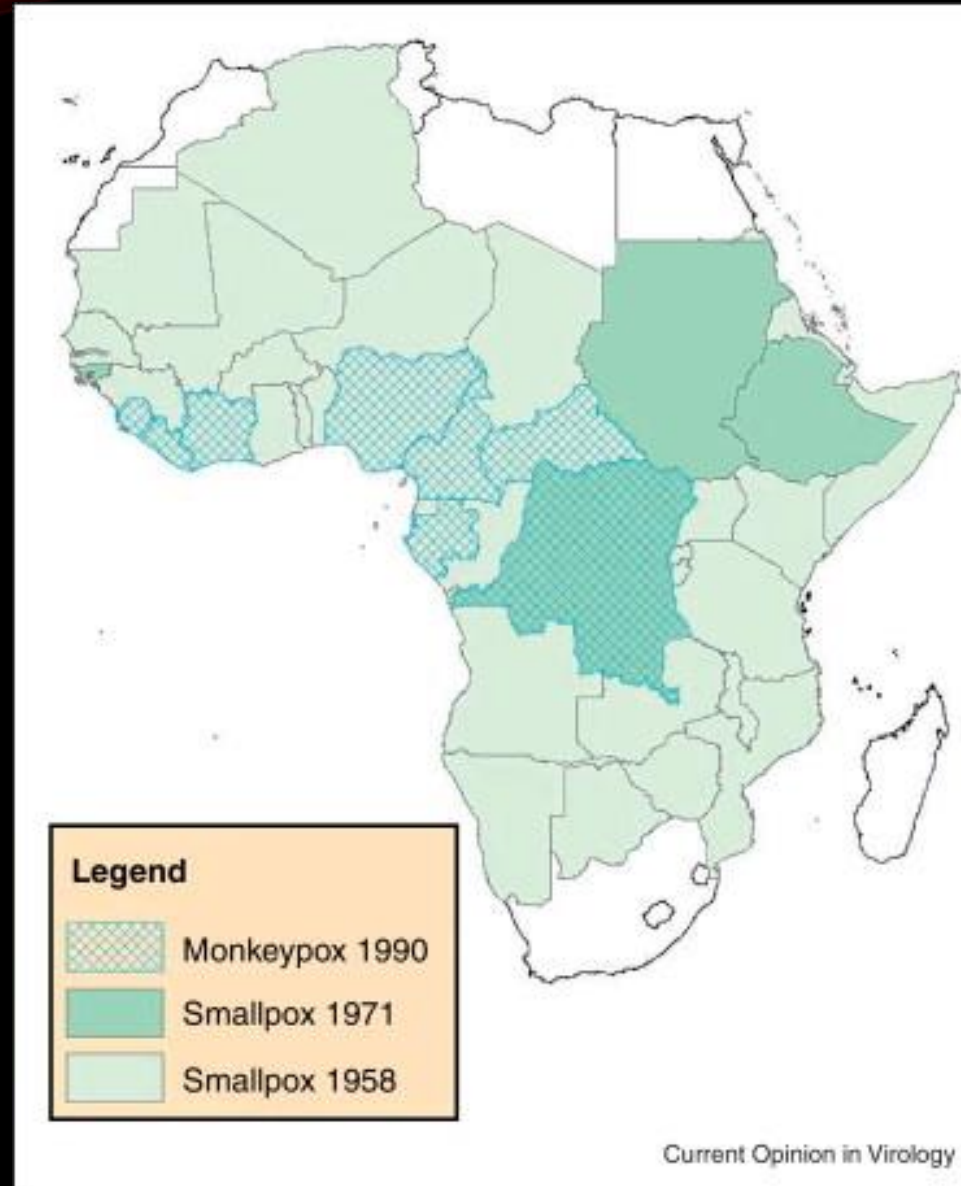 Legend
Monkeypox 1990
Smallpox 1971
Smallpox 1958
Current Opinion in Virology